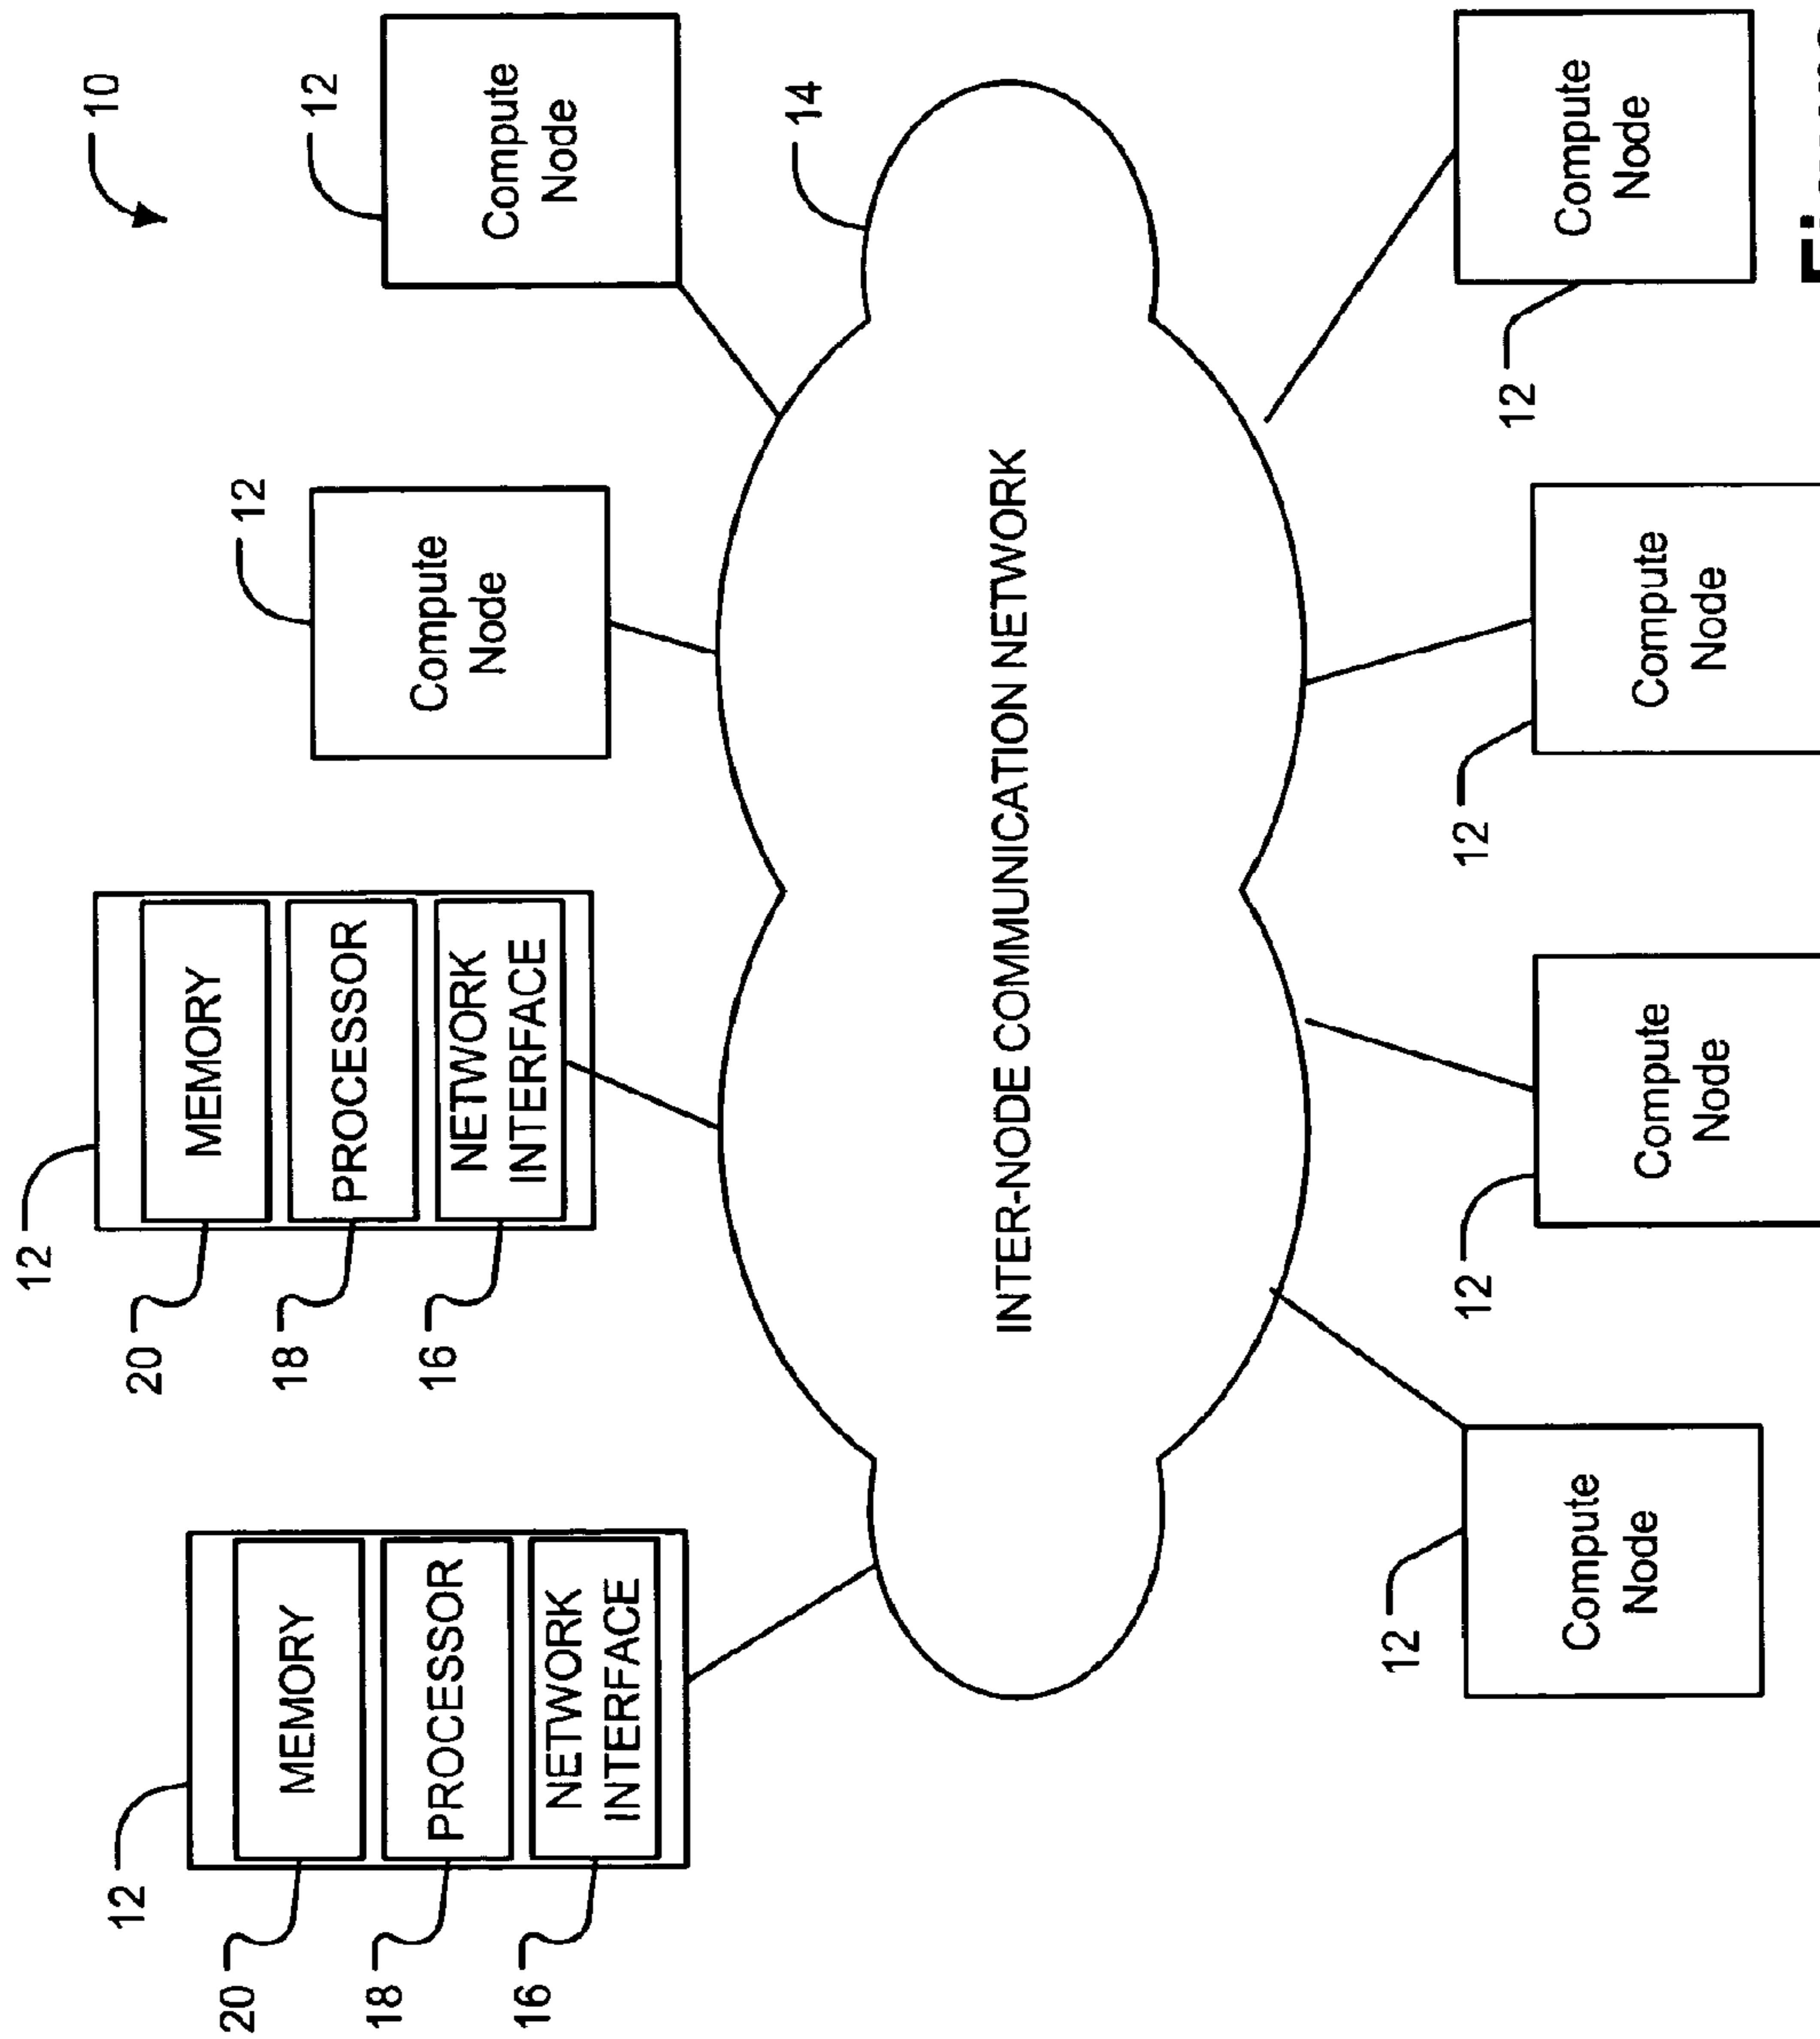 10
12
20
MEMORY
18
PROCESSOR
16
NETWORK
INTERFACE
12
20
MEMORY
18
PROCESSOR
16
NETWORK
INTERFACE
12
Compute
Node
12
Compute
Node
14
INTER-NODE COMMUNICATION NETWORK
12
Compute
Node
12
Compute
Node
12
Compute
Node
12
Compute
Node